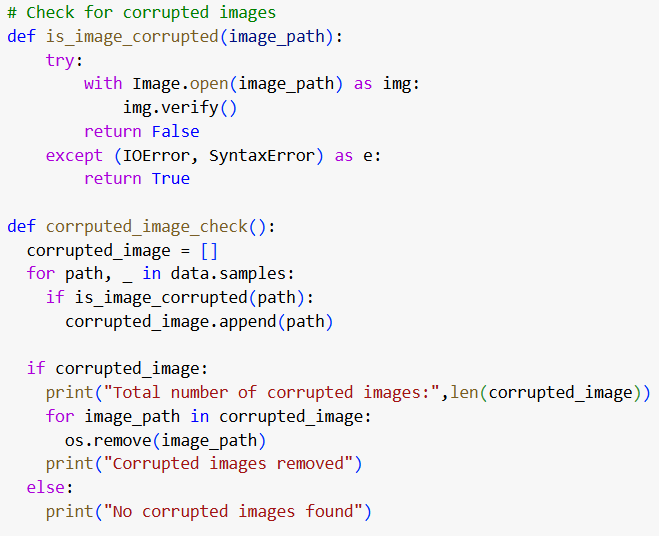 # Check for corrupted images
def is_image_corrupted(image_path):
    try:
        with Image.open(image_path) as img:
            img.verify()
        return False
    except (IOError, SyntaxError) as e:
        return True

def corrputed_image_check():
  corrupted_image = []
  for path, _ in data.samples:
    if is_image_corrupted(path):
      corrupted_image.append(path)

  if corrupted_image:
    print("Total number of corrupted images:",len(corrupted_image))
    for image_path in corrupted_image:
      os.remove(image_path)
    print("Corrupted images removed")
  else:
    print("No corrupted images found")